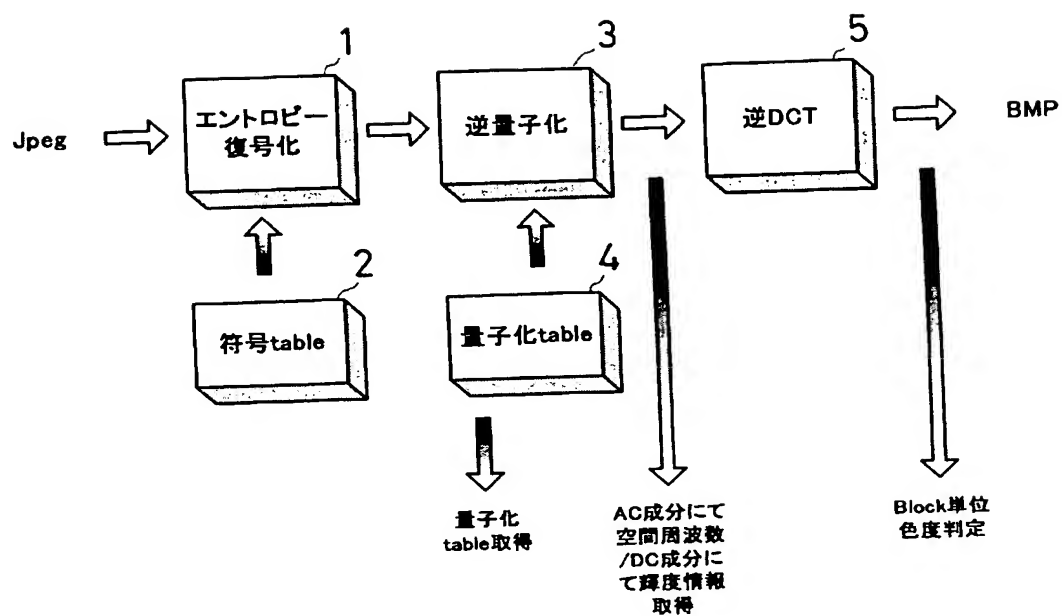 1
3
5
Jpeg
エントロピー
復号化
逆量子化
逆DCT
BMP
2
4
符号table
量子化table
量子化
table取得
AC成分にて
空間周波数
/DC成分に
て輝度情報
取得
Block単位
色度判定